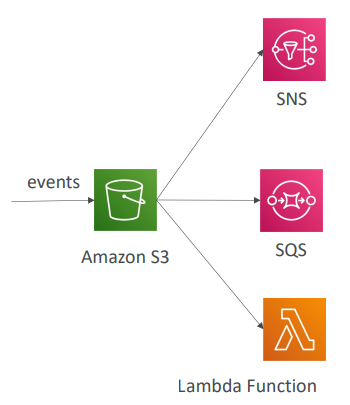 SNS
events
Amazon S3
SQS
Lambda Function